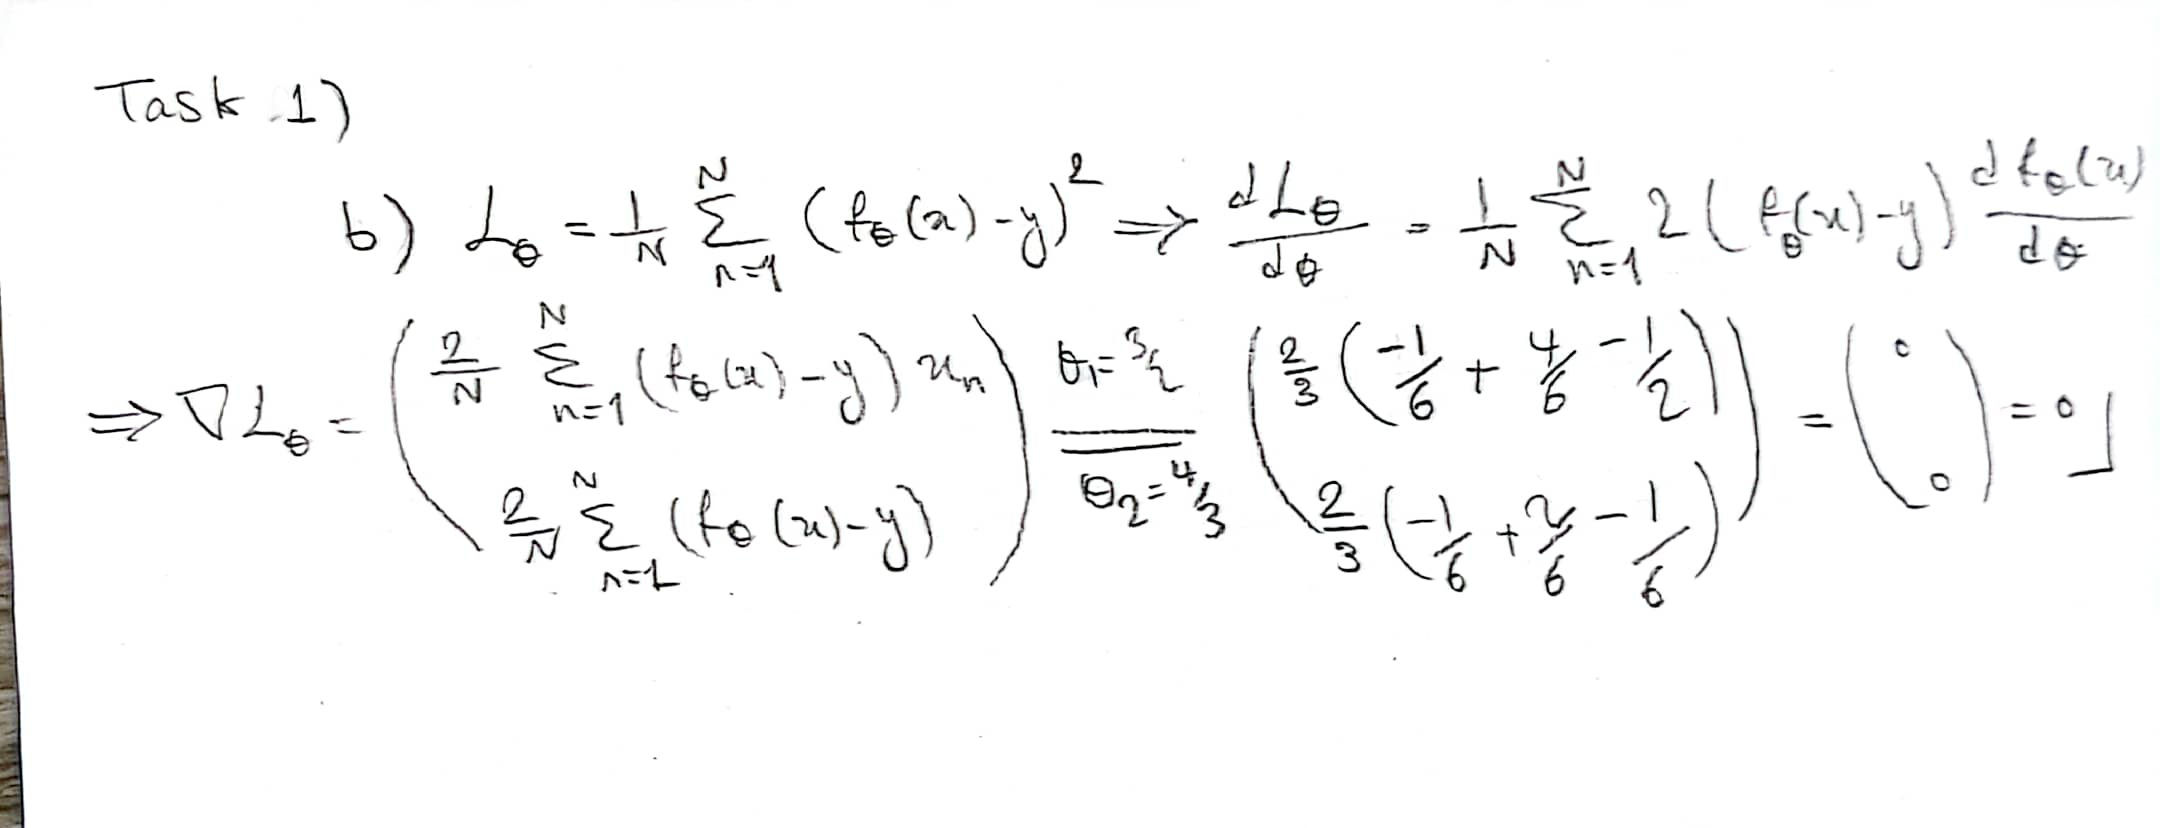 Task 1)
b) L_θ = 1/N Σ_{n=1}^{N} (f_θ(x) - y)² ⇒ dL_θ/dθ = 1/N Σ_{n=1}^{N} 2(f_θ(x) - y) df_θ(x)/dθ
⇒ ∇L_θ = ( 2/N Σ_{n=1}^{N} (f_θ(x) - y) x_n ; 2/N Σ_{n=1}^{N} (f_θ(x) - y) ) =^{θ₁=3/2}_{θ₂=4/3} ( 2/3 (-1/6 + 4/6 - 1/2) ; 2/3 (-1/6 + 2/6 - 1/6) ) = ( 0 ; 0 ) = 0 ⌋